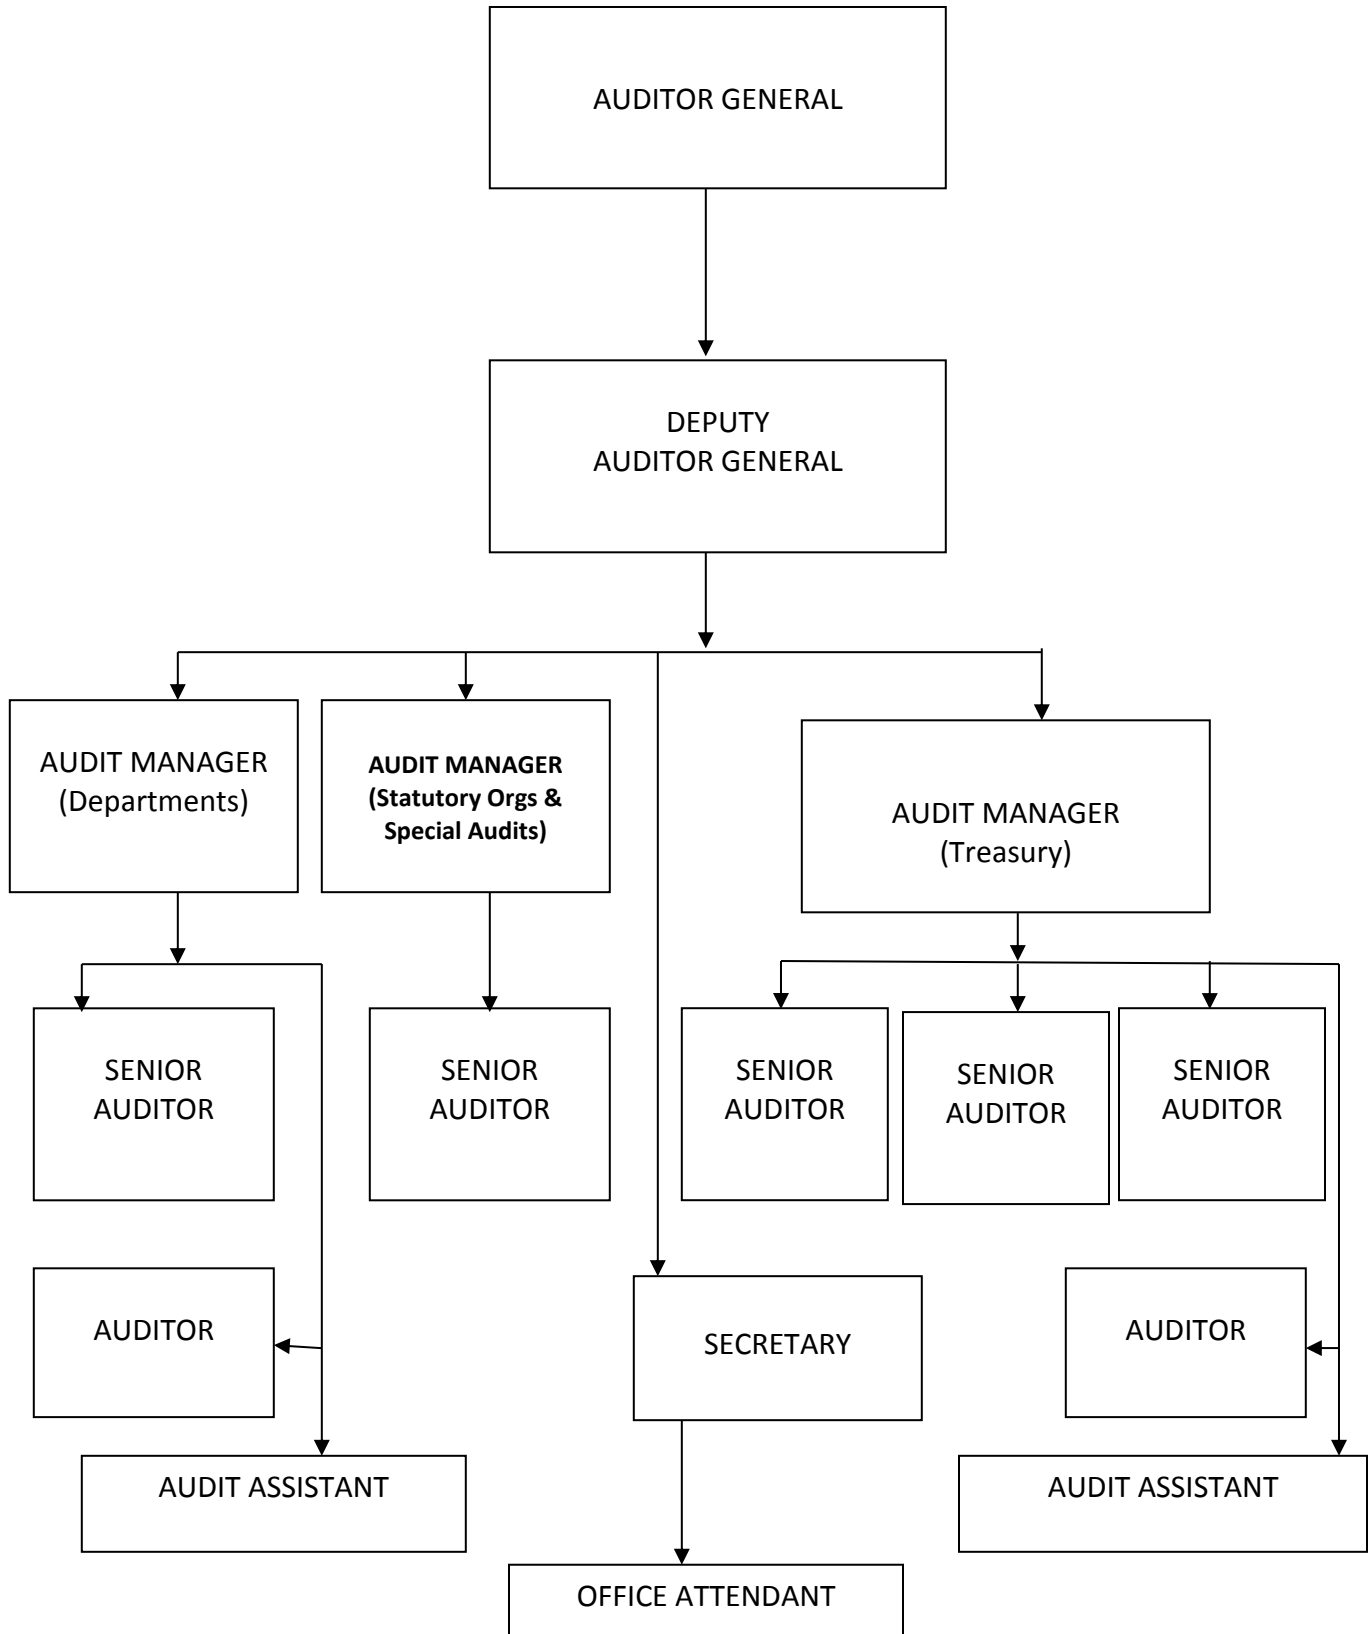 AUDITOR GENERAL
DEPUTY
AUDITOR GENERAL
AUDIT MANAGER
(Departments)
AUDIT MANAGER
(Statutory Orgs &
Special Audits)
AUDIT MANAGER
(Treasury)
SENIOR
AUDITOR
SENIOR
AUDITOR
SENIOR
AUDITOR
SENIOR
AUDITOR
SENIOR
AUDITOR
AUDITOR
SECRETARY
AUDITOR
AUDIT ASSISTANT
AUDIT ASSISTANT
OFFICE ATTENDANT